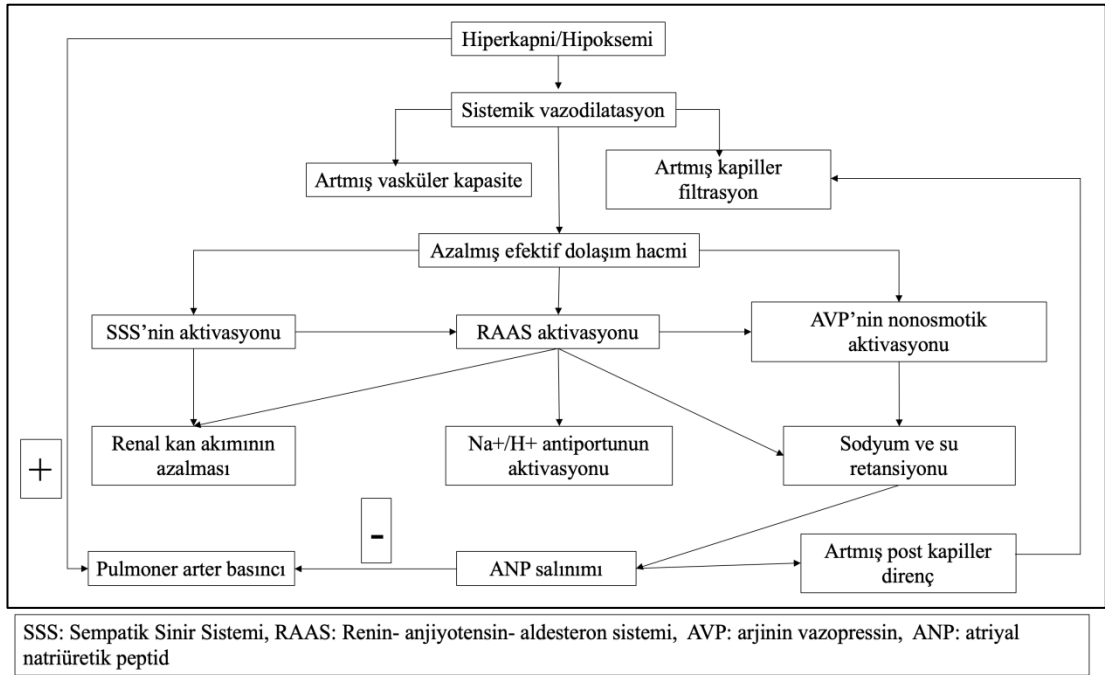 Hiperkapni/Hipoksemi
Sistemik vazodilatasyon
Artmış vasküler kapasite
Artmış kapiller
filtrasyon
Azalmış efektif dolaşım hacmi
SSS’nin aktivasyonu
RAAS aktivasyonu
AVP’nin nonosmotik
aktivasyonu
Renal kan akımının
azalması
Na+/H+ antiportunun
aktivasyonu
Sodyum ve su
retansiyonu
+
-
Pulmoner arter basıncı
ANP salınımı
Artmış post kapiller
direnç
SSS: Sempatik Sinir Sistemi, RAAS: Renin- anjiyotensin- aldesteron sistemi, AVP: arjinin vazopressin, ANP: atriyal
natriüretik peptid